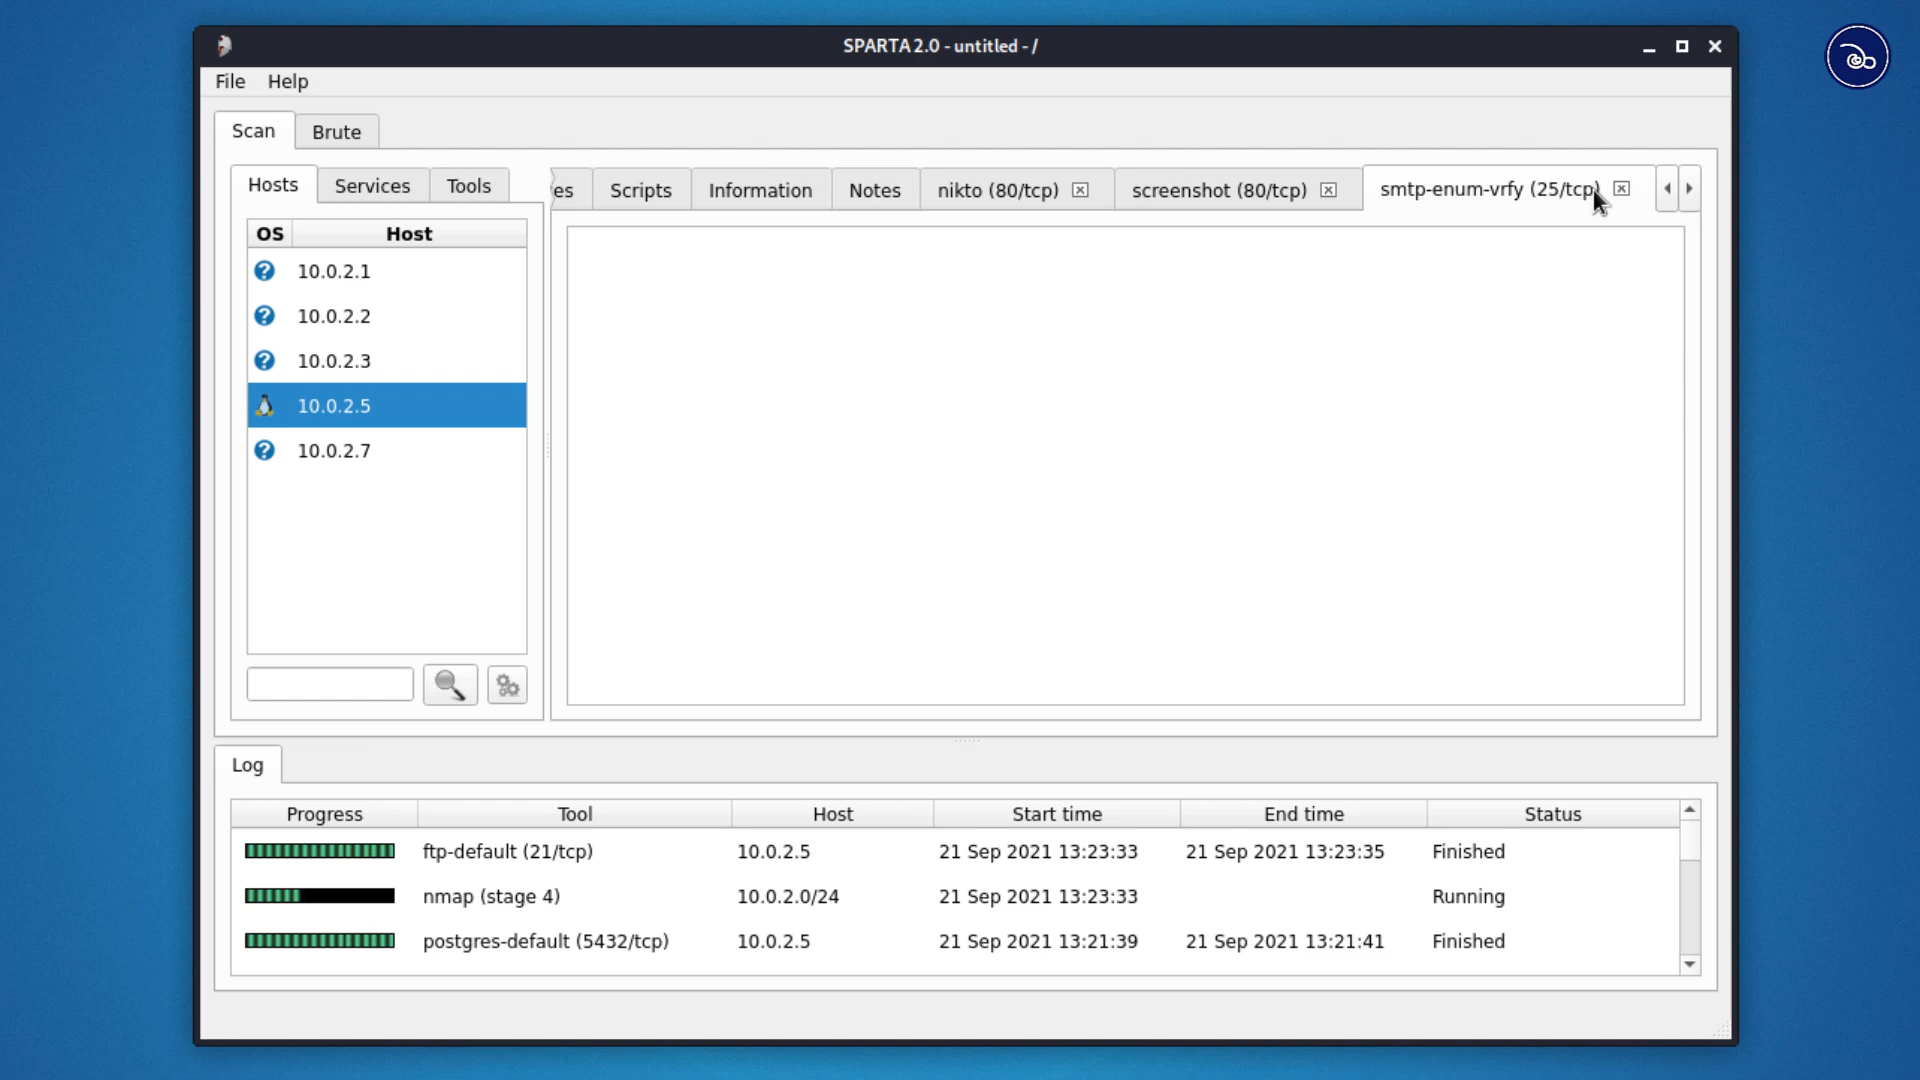 SPARTA 2.0 - untitled - /
File Help
Scan Brute
Hosts Services Tools
es Scripts Information Notes nikto (80/tcp) screenshot (80/tcp) smtp-enum-vrfy (25/tcp)
OS Host
10.0.2.1
10.0.2.2
10.0.2.3
10.0.2.5
10.0.2.7
Log
Progress Tool Host Start time End time Status
ftp-default (21/tcp) 10.0.2.5 21 Sep 2021 13:23:33 21 Sep 2021 13:23:35 Finished
nmap (stage 4) 10.0.2.0/24 21 Sep 2021 13:23:33 Running
postgres-default (5432/tcp) 10.0.2.5 21 Sep 2021 13:21:39 21 Sep 2021 13:21:41 Finished